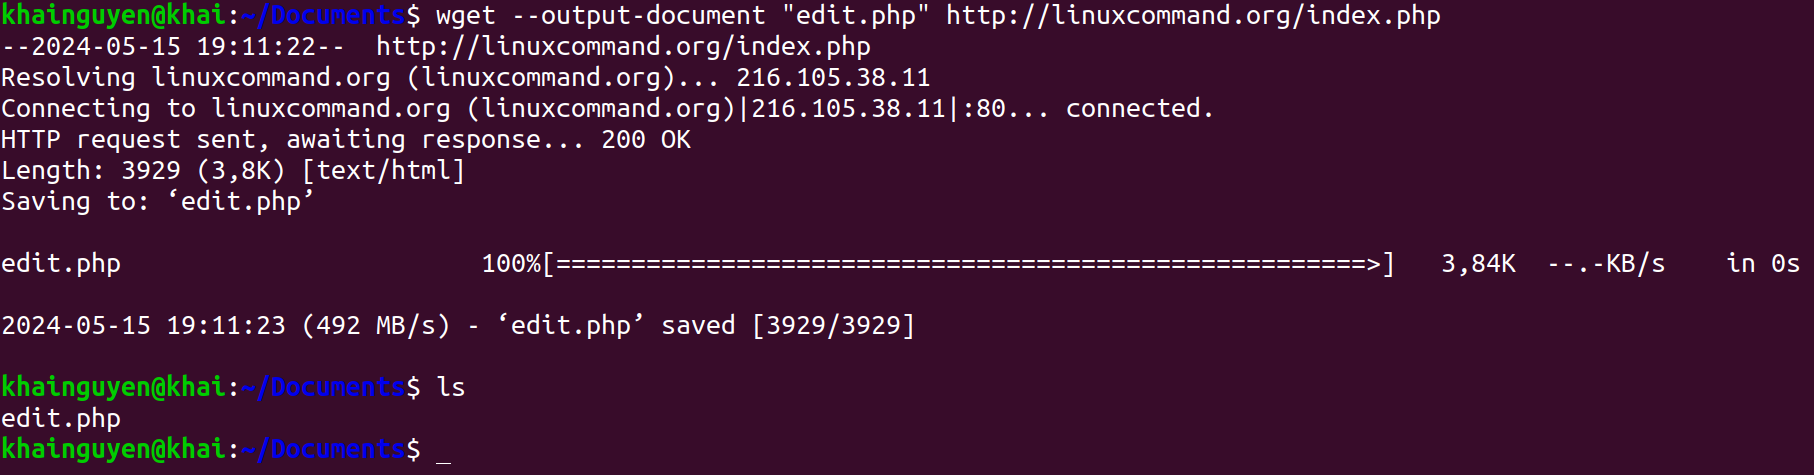 khainguyen@khai:~/Documents$ wget --output-document "edit.php" http://linuxcommand.org/index.php
--2024-05-15 19:11:22--  http://linuxcommand.org/index.php
Resolving linuxcommand.org (linuxcommand.org)... 216.105.38.11
Connecting to linuxcommand.org (linuxcommand.org)|216.105.38.11|:80... connected.
HTTP request sent, awaiting response... 200 OK
Length: 3929 (3,8K) [text/html]
Saving to: ‘edit.php’
edit.php                        100%[======================================================>]   3,84K  --.-KB/s    in 0s
2024-05-15 19:11:23 (492 MB/s) - ‘edit.php’ saved [3929/3929]
khainguyen@khai:~/Documents$ ls
edit.php
khainguyen@khai:~/Documents$ _